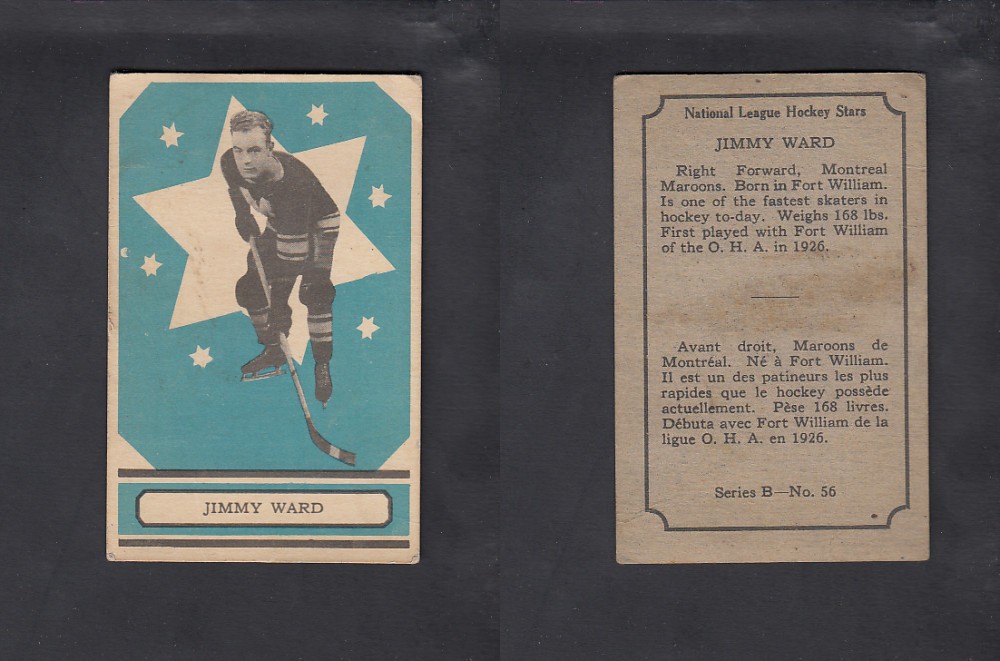 JIMMY WARD
National League Hockey Stars
JIMMY WARD
Right Forward, Montreal
Maroons. Born in Fort William.
Is one of the fastest skaters in
hockey to-day. Weighs 168 lbs.
First played with Fort William
of the O. H. A. in 1926.
Avant droit, Maroons de
Montréal. Né à Fort William.
Il est un des patineurs les plus
rapides que le hockey possède
actuellement. Pèse 168 livres.
Débuta avec Fort William de la
ligue O. H. A. en 1926.
Series B—No. 56